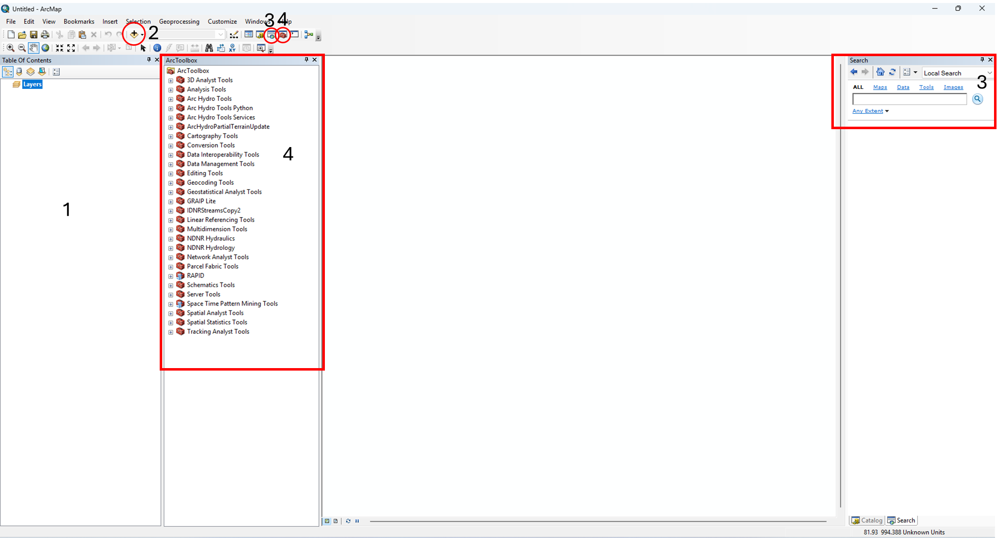 Untitled - ArcMap
File Edit View Bookmarks Insert Selection Geoprocessing Customize Windows Help
3 4
2
Table Of Contents
Layers
1
ArcToolbox
ArcToolbox
3D Analyst Tools
Analysis Tools
Arc Hydro Tools
Arc Hydro Tools Python
Arc Hydro Tools Services
ArcHydroPartialTerrainUpdate
Cartography Tools
Conversion Tools
Data Interoperability Tools
4
Data Management Tools
Editing Tools
Geocoding Tools
Geostatistical Analyst Tools
GRAIP Lite
IDNRStreamsCopy2
Linear Referencing Tools
Multidimension Tools
NDNR Hydraulics
NDNR Hydrology
Network Analyst Tools
Parcel Fabric Tools
RAPID
Schematics Tools
Server Tools
Space Time Pattern Mining Tools
Spatial Analyst Tools
Spatial Statistics Tools
Tracking Analyst Tools
Search
Local Search
3
ALL Maps Data Tools Images
Any Extent
Catalog Search
81.93 994.388 Unknown Units